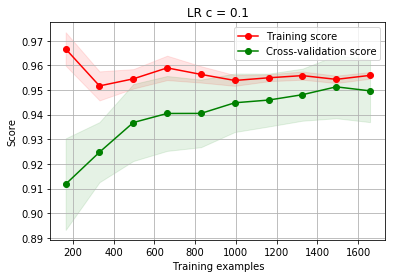 LR c = 0.1
Training score
Cross-validation score
0.97
0.96
0.95
0.94
0.93
0.92
0.91
0.90
0.89
Score
200 400 600 800 1000 1200 1400 1600
Training examples